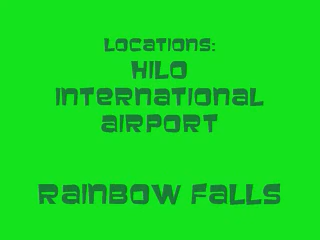 Locations:
HILO
INTERNATIONAL
AIRPORT
RAINBOW FALLS